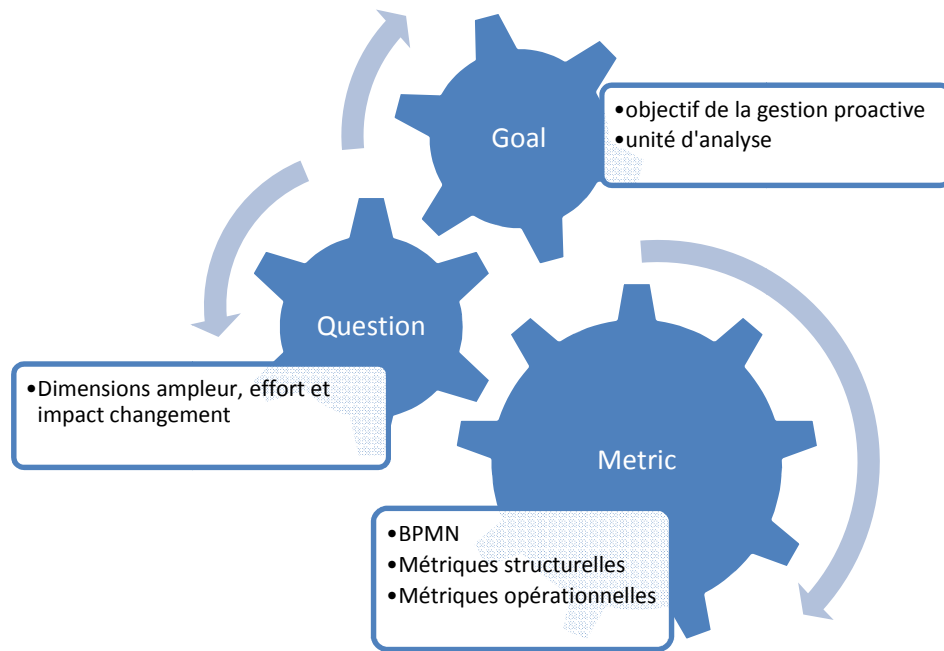 Goal
•objectif de la gestion proactive
•unité d'analyse
Question
•Dimensions ampleur, effort et
impact changement
Metric
•BPMN
•Métriques structurelles
•Métriques opérationnelles